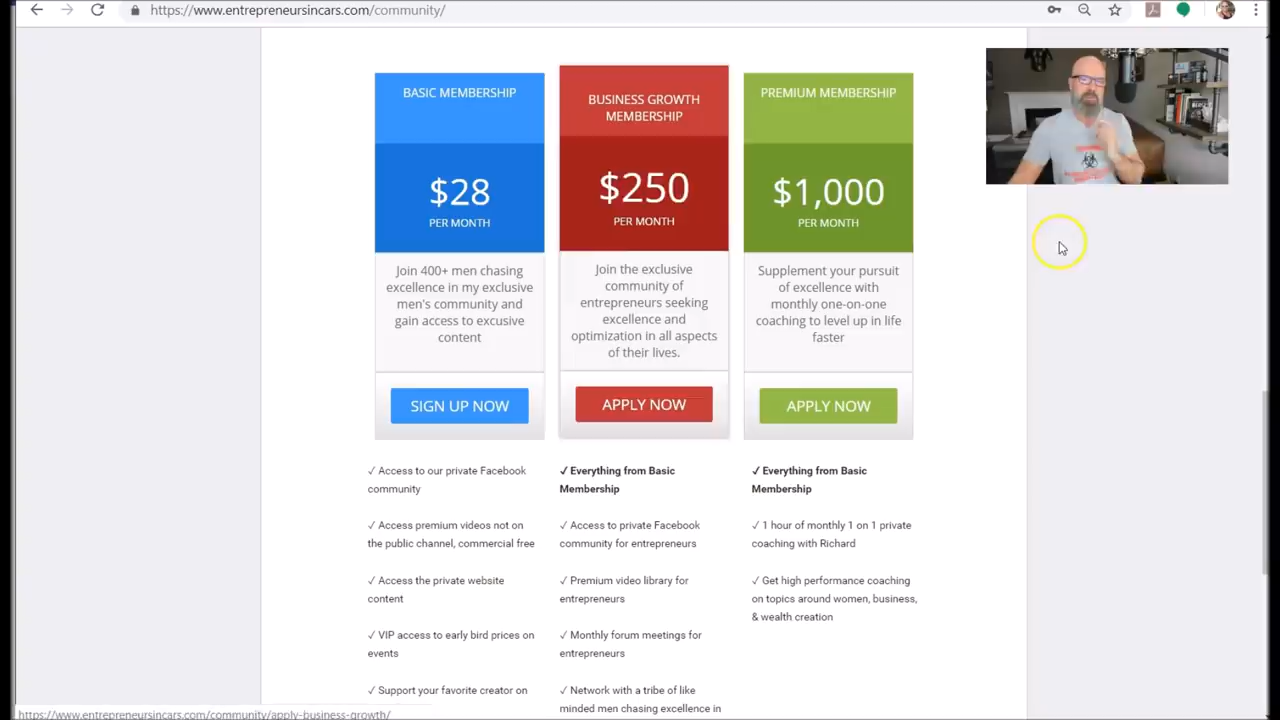 https://www.entrepreneursincars.com/community/
BASIC MEMBERSHIP
$28
PER MONTH
Join 400+ men chasing
excellence in my exclusive
men's community and
gain access to excusive
content
SIGN UP NOW
✓ Access to our private Facebook
community
✓ Access premium videos not on
the public channel, commercial free
✓ Access the private website
content
✓ VIP access to early bird prices on
events
✓ Support your favorite creator on
BUSINESS GROWTH
MEMBERSHIP
$250
PER MONTH
Join the exclusive
community of
entrepreneurs seeking
excellence and
optimization in all aspects
of their lives.
APPLY NOW
✓ Everything from Basic
Membership
✓ Access to private Facebook
community for entrepreneurs
✓ Premium video library for
entrepreneurs
✓ Monthly forum meetings for
entrepreneurs
✓ Network with a tribe of like
minded men chasing excellence in
PREMIUM MEMBERSHIP
$1,000
PER MONTH
Supplement your pursuit
of excellence with
monthly one-on-one
coaching to level up in life
faster
APPLY NOW
✓ Everything from Basic
Membership
✓ 1 hour of monthly 1 on 1 private
coaching with Richard
✓ Get high performance coaching
on topics around women, business,
& wealth creation
https://www.entrepreneursincars.com/community/apply-business-growth/